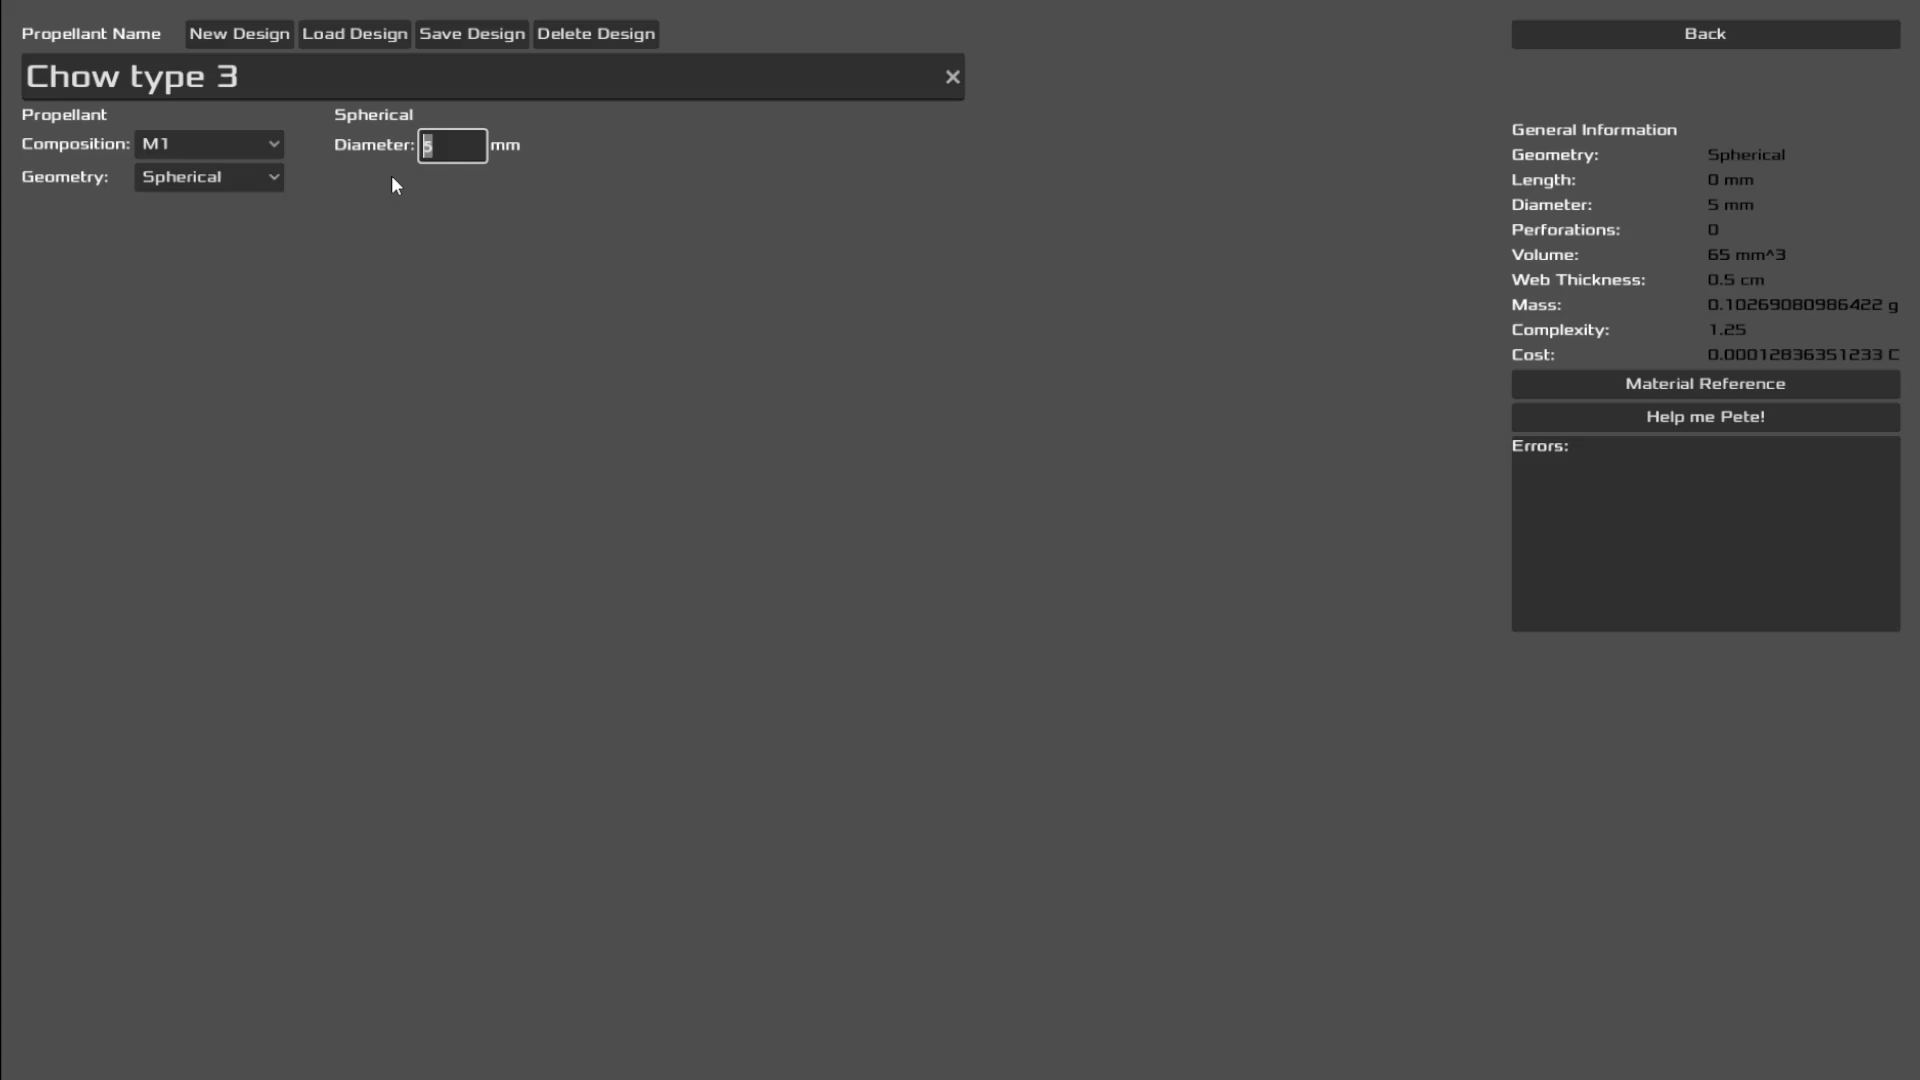 Propellant Name New Design Load Design Save Design Delete Design Back
Chow type 3 ×
Propellant Spherical
Composition: M1 Diameter: 5 mm
Geometry: Spherical
General Information
Geometry: Spherical
Length: 0 mm
Diameter: 5 mm
Perforations: 0
Volume: 65 mm^3
Web Thickness: 0.5 cm
Mass: 0.10269080986422 g
Complexity: 1.25
Cost: 0.00012836351233 C
Material Reference
Help me Pete!
Errors: